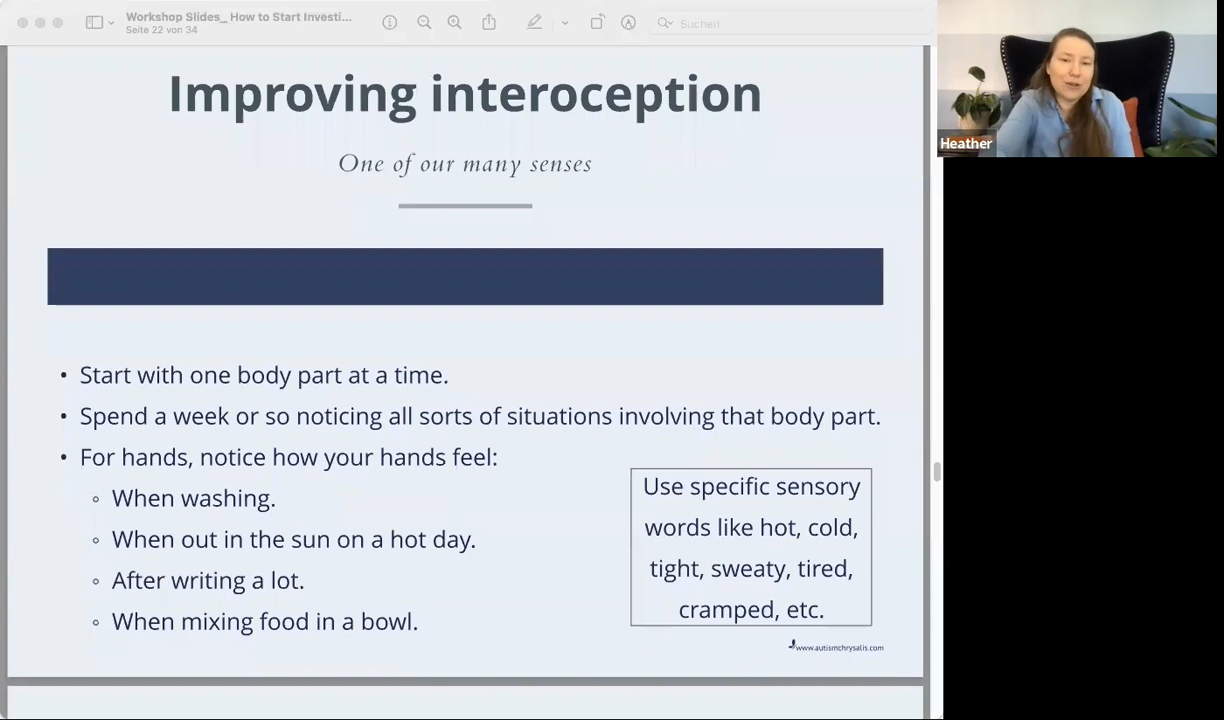 Workshop Slides_ How to Start Investi...
Seite 22 von 34
Suchen
Heather
Improving interoception
One of our many senses
• Start with one body part at a time.
• Spend a week or so noticing all sorts of situations involving that body part.
• For hands, notice how your hands feel:
◦ When washing.
◦ When out in the sun on a hot day.
◦ After writing a lot.
◦ When mixing food in a bowl.
Use specific sensory
words like hot, cold,
tight, sweaty, tired,
cramped, etc.
www.autismchrysalis.com